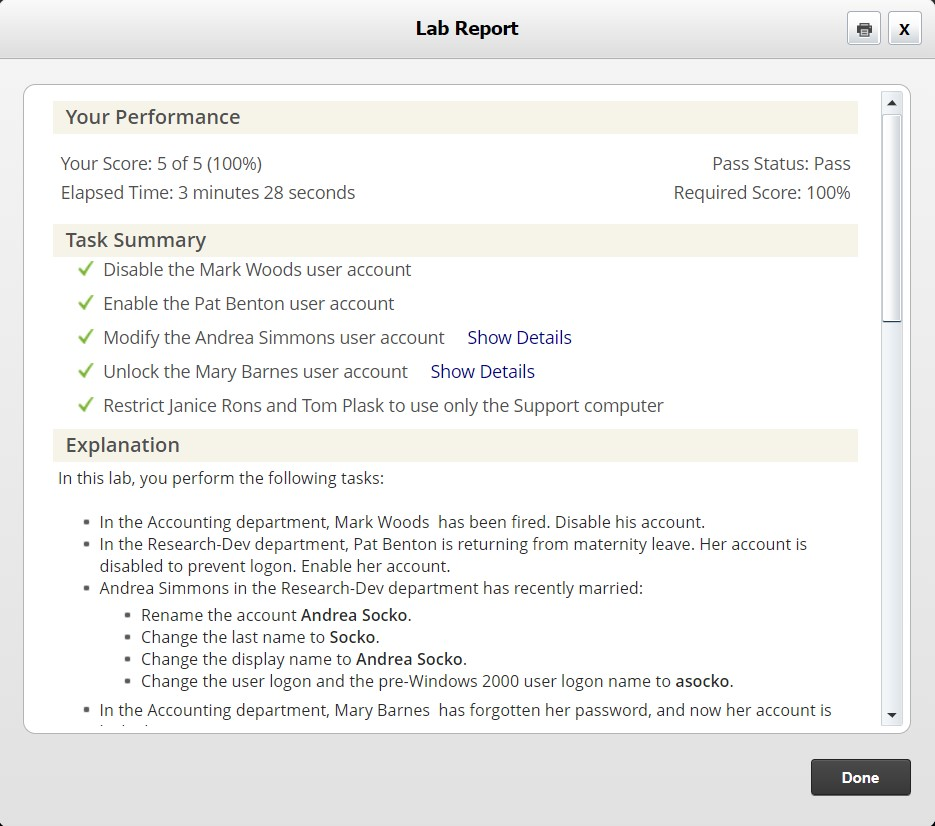 Lab Report
X
Your Performance
Your Score: 5 of 5 (100%)
Pass Status: Pass
Elapsed Time: 3 minutes 28 seconds
Required Score: 100%
Task Summary
Disable the Mark Woods user account
Enable the Pat Benton user account
Modify the Andrea Simmons user account Show Details
Unlock the Mary Barnes user account Show Details
Restrict Janice Rons and Tom Plask to use only the Support computer
Explanation
In this lab, you perform the following tasks:
In the Accounting department, Mark Woods has been fired. Disable his account.
In the Research-Dev department, Pat Benton is returning from maternity leave. Her account is
disabled to prevent logon. Enable her account.
Andrea Simmons in the Research-Dev department has recently married:
Rename the account Andrea Socko.
Change the last name to Socko.
Change the display name to Andrea Socko.
Change the user logon and the pre-Windows 2000 user logon name to asocko.
In the Accounting department, Mary Barnes has forgotten her password, and now her account is
Done